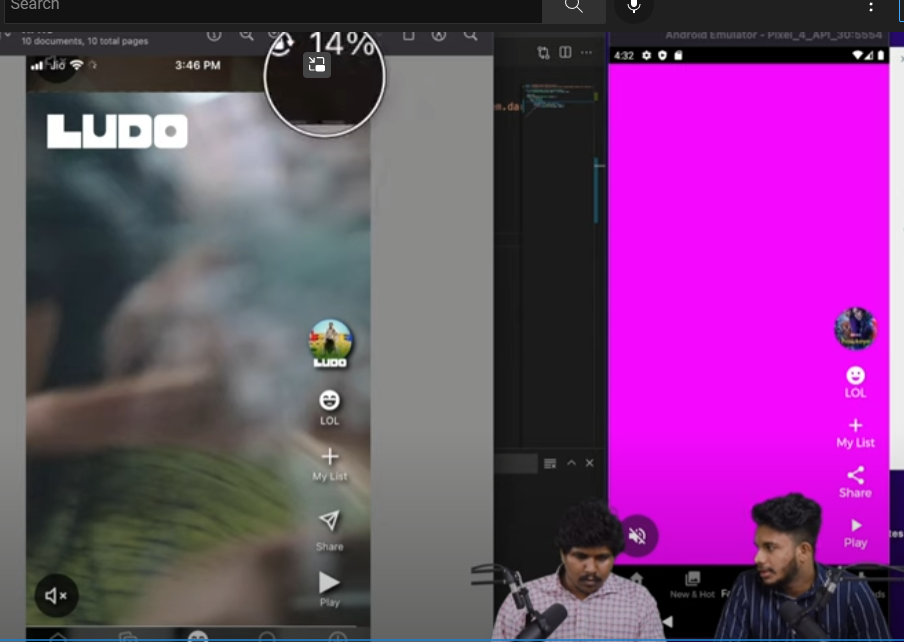 Search
10 documents, 10 total pages
14%
Android Emulator - Pixel_4_API_30:5554
Jio
3:46 PM
4:32
LUDO
LUDO
LOL
My List
Share
Play
LOL
My List
Share
Play
New & Hot